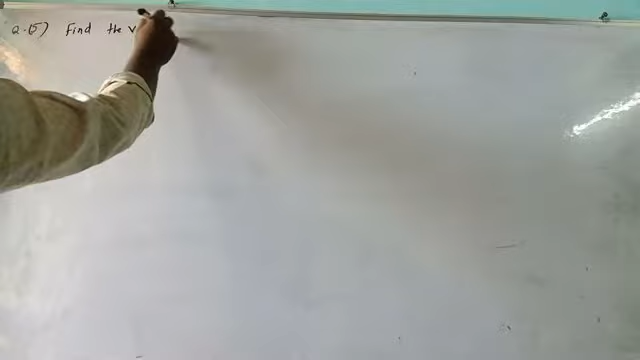 Q.(5) Find the v